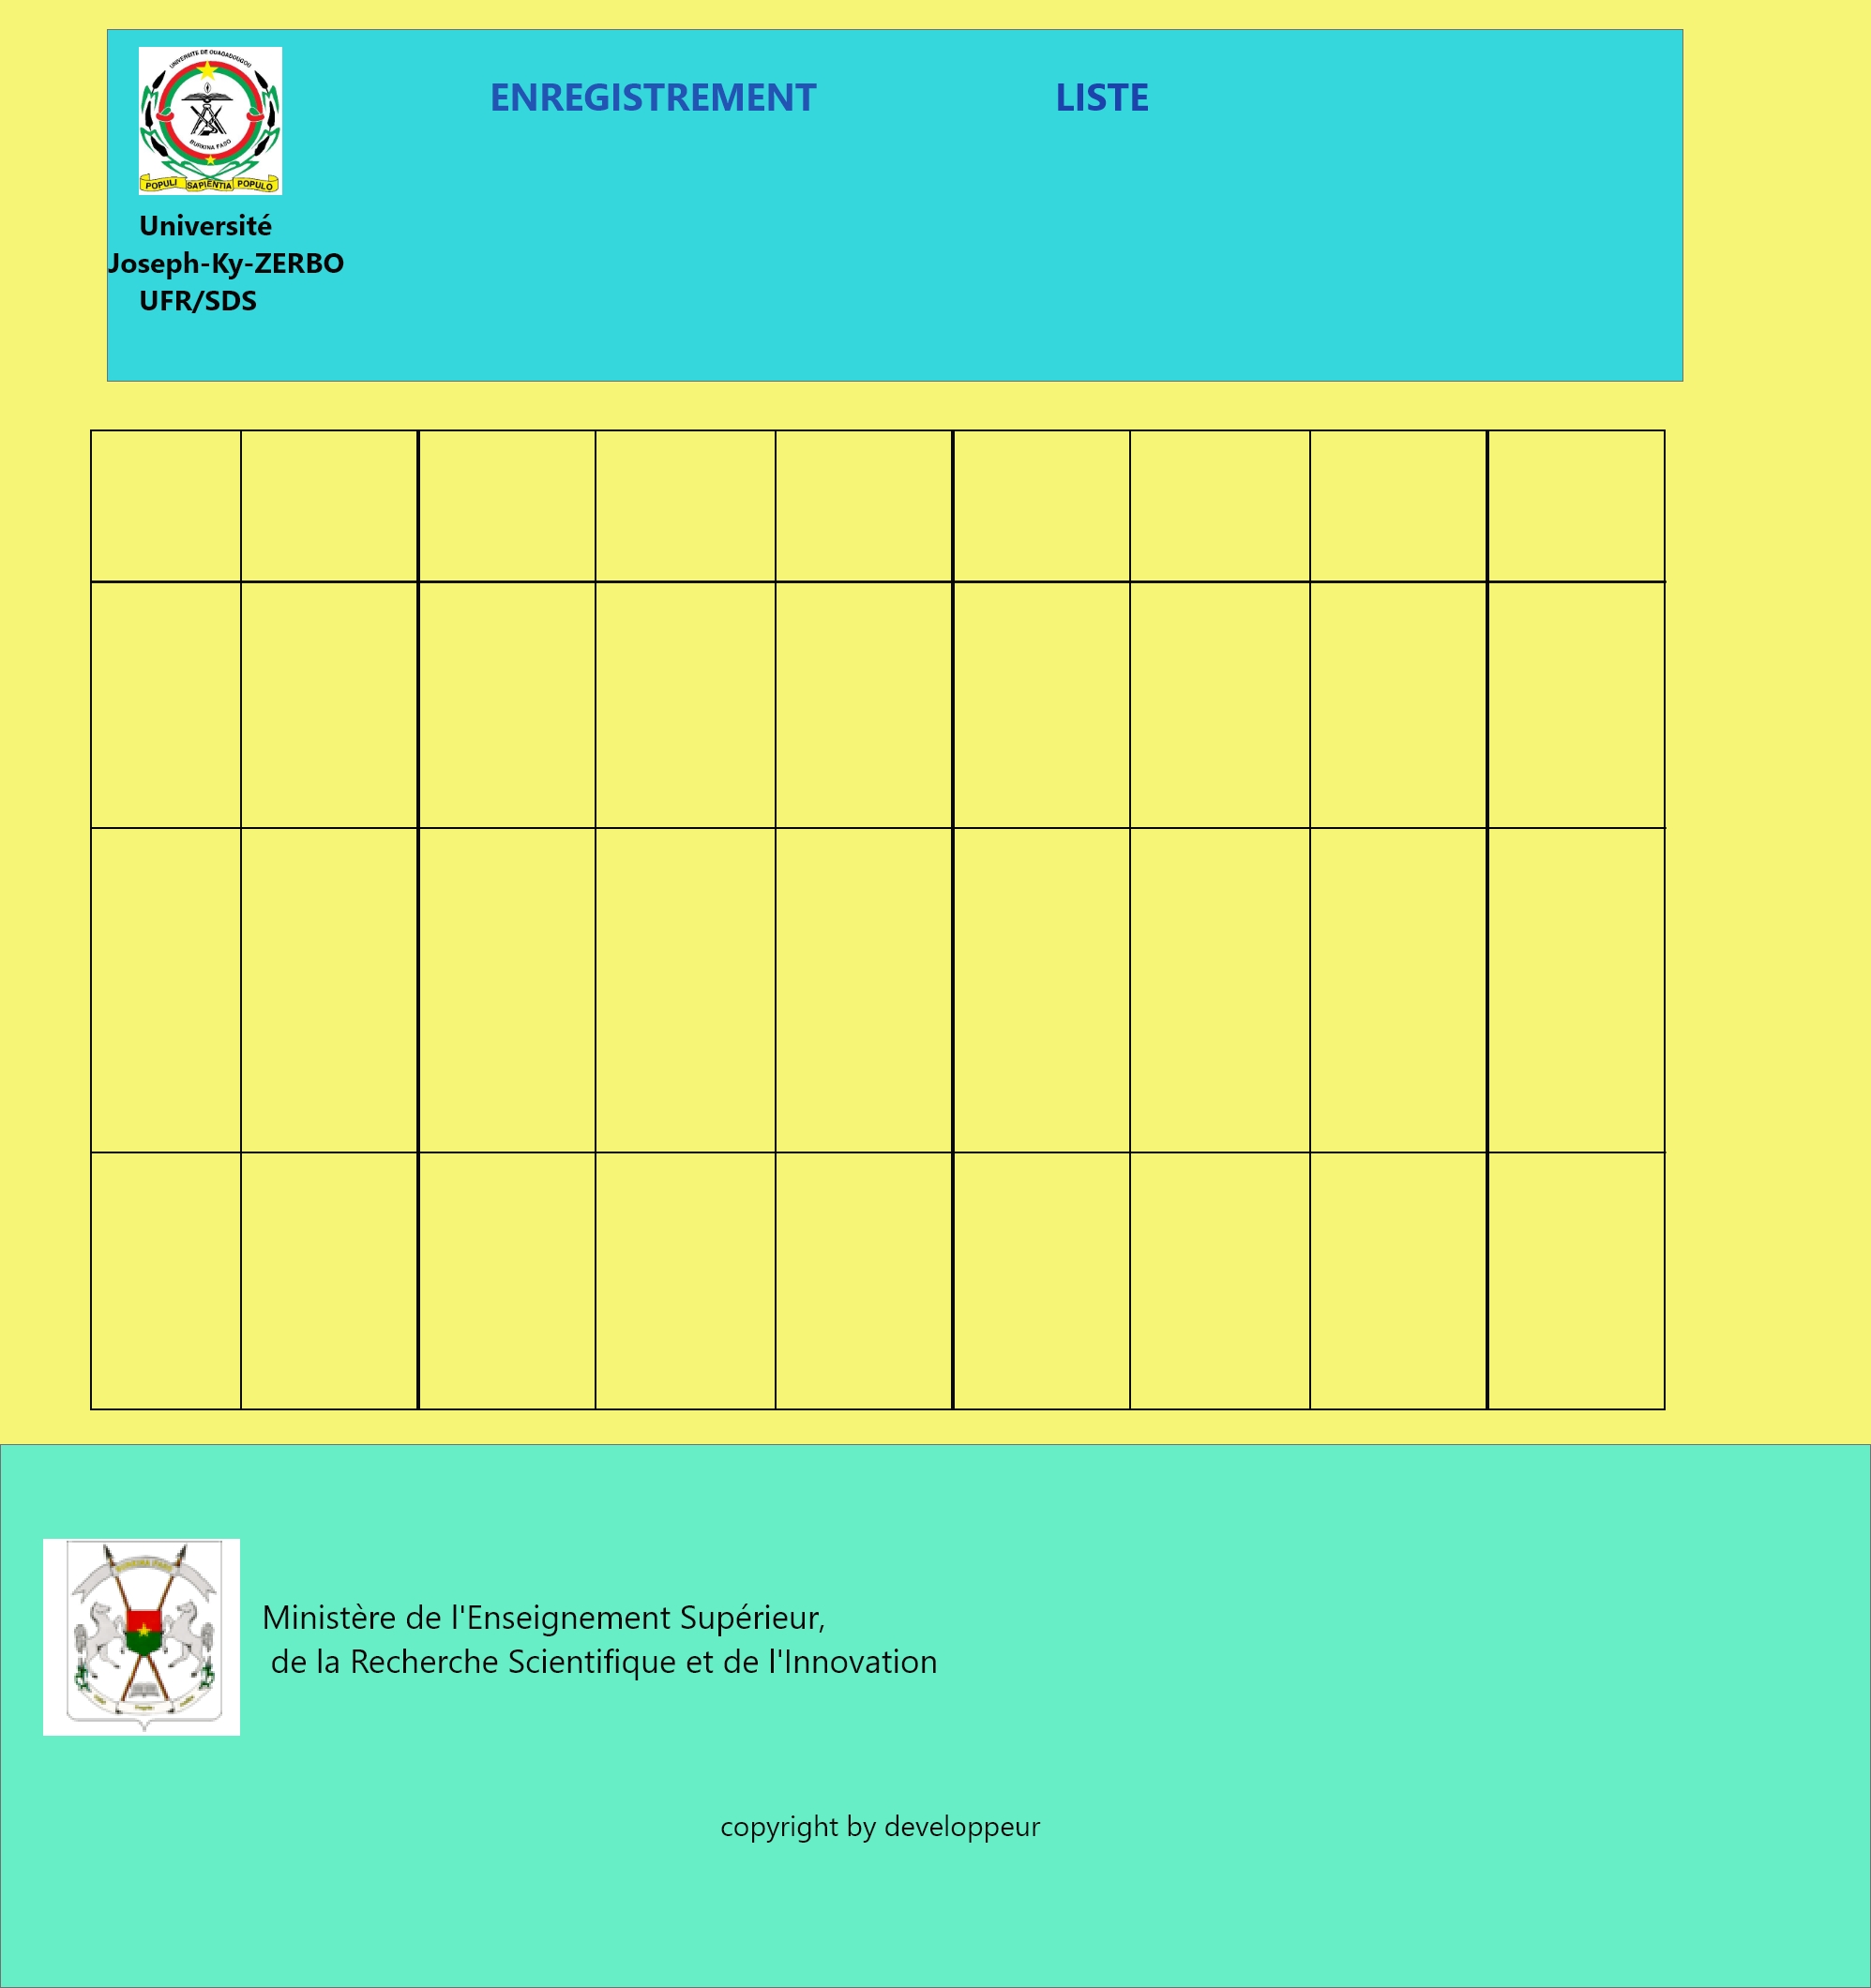 UNIVERSITE DE OUAGADOUGOU
BURKINA FASO
POPULI SAPIENTIA POPULO
ENREGISTREMENT LISTE
Université
Joseph-Ky-ZERBO
UFR/SDS
Ministère de l'Enseignement Supérieur,
de la Recherche Scientifique et de l'Innovation
copyright by developpeur